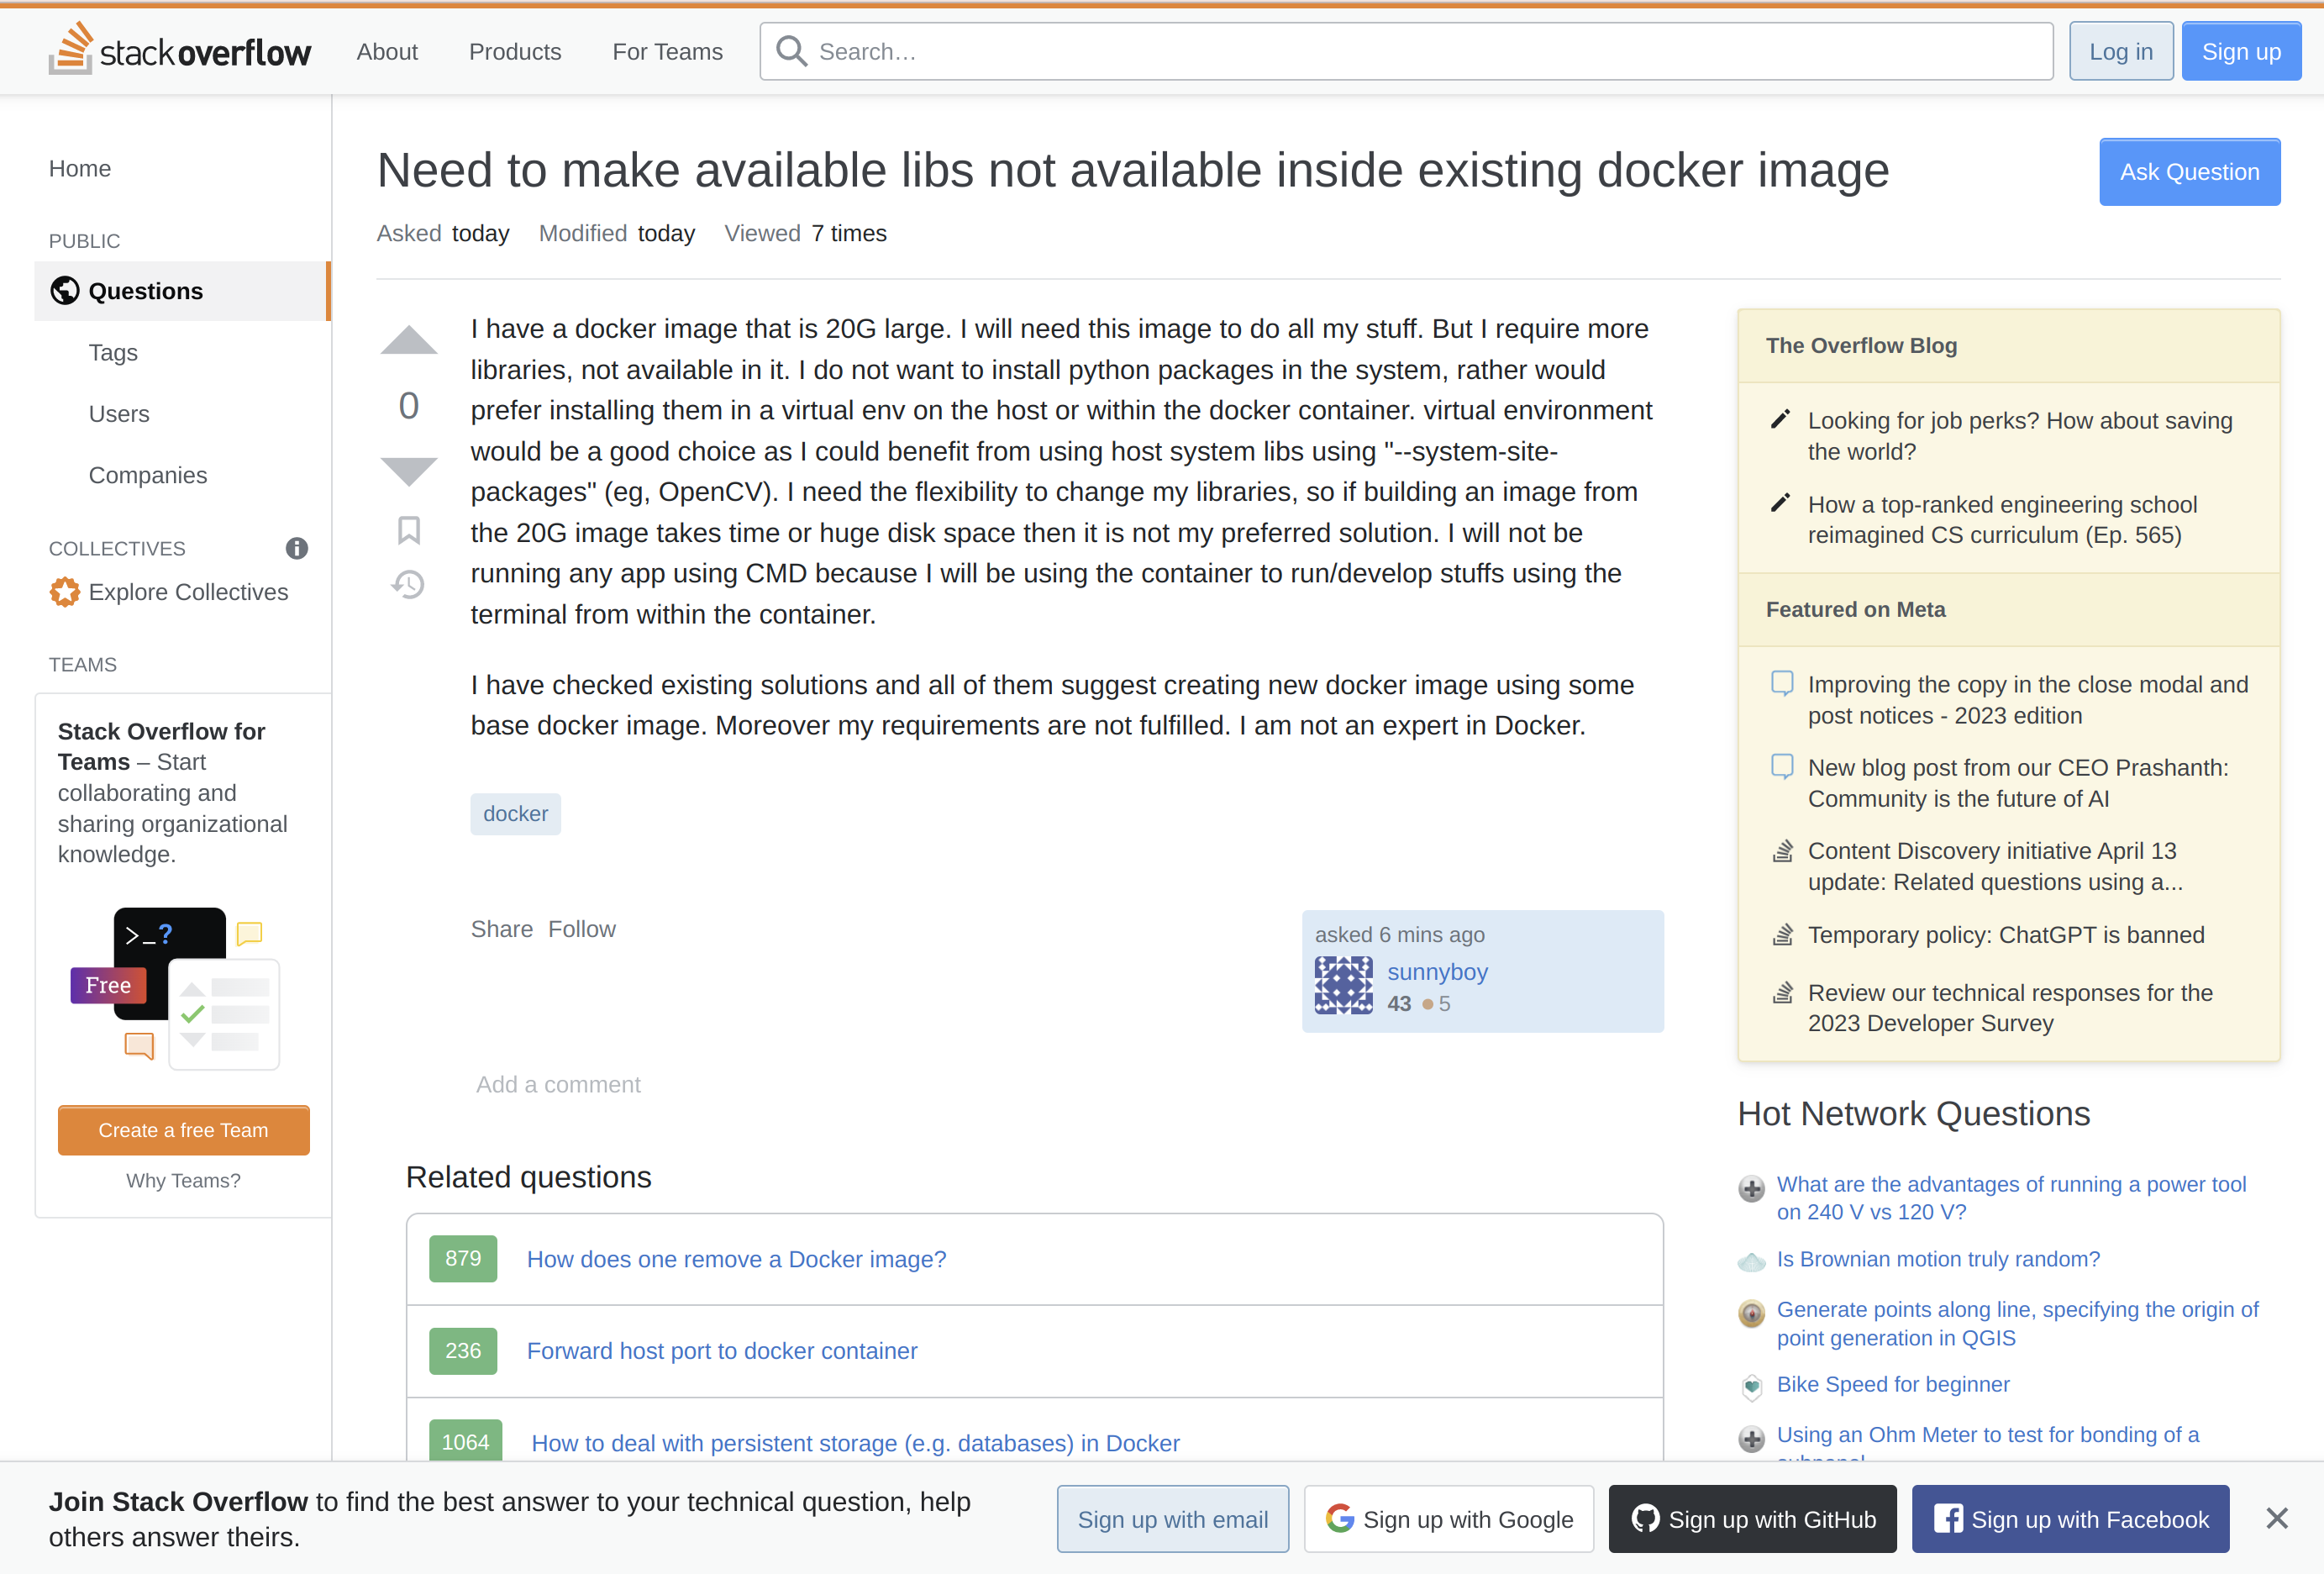 stackoverflow
About
Products
For Teams
Search…
Log in
Sign up
Home
PUBLIC
Questions
Tags
Users
Companies
COLLECTIVES
Explore Collectives
TEAMS
Stack Overflow for
Teams – Start
collaborating and
sharing organizational
knowledge.
>_?
Free
Create a free Team
Why Teams?
Need to make available libs not available inside existing docker image
Ask Question
Asked today Modified today Viewed 7 times
0
I have a docker image that is 20G large. I will need this image to do all my stuff. But I require more
libraries, not available in it. I do not want to install python packages in the system, rather would
prefer installing them in a virtual env on the host or within the docker container. virtual environment
would be a good choice as I could benefit from using host system libs using "--system-site-
packages" (eg, OpenCV). I need the flexibility to change my libraries, so if building an image from
the 20G image takes time or huge disk space then it is not my preferred solution. I will not be
running any app using CMD because I will be using the container to run/develop stuffs using the
terminal from within the container.
I have checked existing solutions and all of them suggest creating new docker image using some
base docker image. Moreover my requirements are not fulfilled. I am not an expert in Docker.
docker
Share Follow
asked 6 mins ago
sunnyboy
43 5
Add a comment
Related questions
879 How does one remove a Docker image?
236 Forward host port to docker container
1064 How to deal with persistent storage (e.g. databases) in Docker
The Overflow Blog
Looking for job perks? How about saving
the world?
How a top-ranked engineering school
reimagined CS curriculum (Ep. 565)
Featured on Meta
Improving the copy in the close modal and
post notices - 2023 edition
New blog post from our CEO Prashanth:
Community is the future of AI
Content Discovery initiative April 13
update: Related questions using a...
Temporary policy: ChatGPT is banned
Review our technical responses for the
2023 Developer Survey
Hot Network Questions
What are the advantages of running a power tool
on 240 V vs 120 V?
Is Brownian motion truly random?
Generate points along line, specifying the origin of
point generation in QGIS
Bike Speed for beginner
Using an Ohm Meter to test for bonding of a
Join Stack Overflow to find the best answer to your technical question, help
others answer theirs.
Sign up with email
Sign up with Google
Sign up with GitHub
Sign up with Facebook